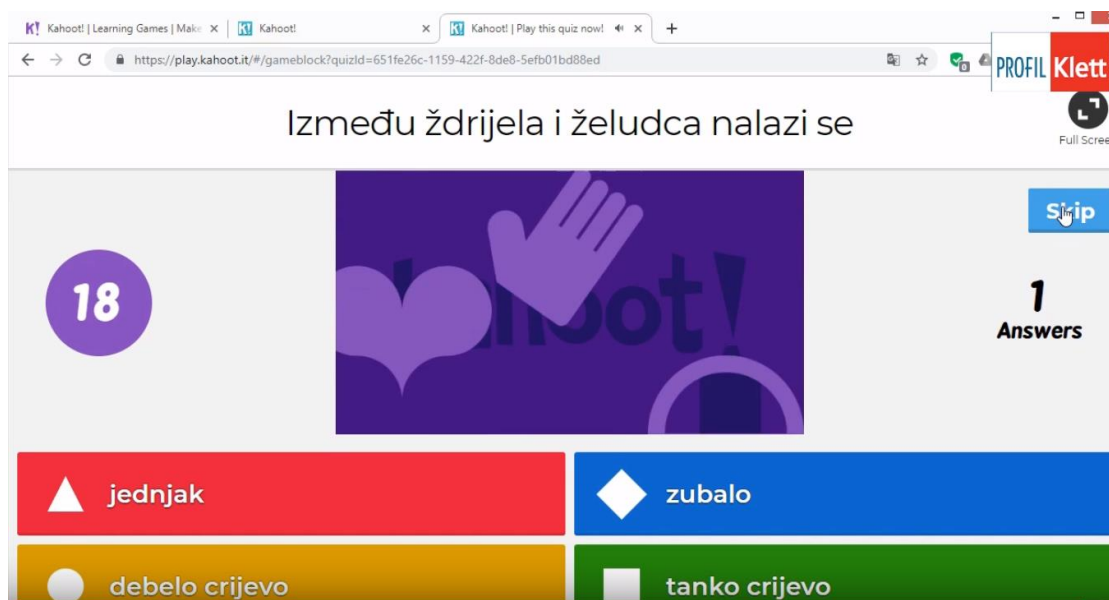 Kahoot! | Learning Games | Make
Kahoot!
Kahoot! | Play this quiz now!
https://play.kahoot.it/#/gameblock?quizId=651fe26c-1159-422f-8de8-5efb01bd88ed
PROFIL Klett
Između ždrijela i želudca nalazi se
Full Scree
Skip
18
1
Answers
jednjak
zubalo
debelo crijevo
tanko crijevo